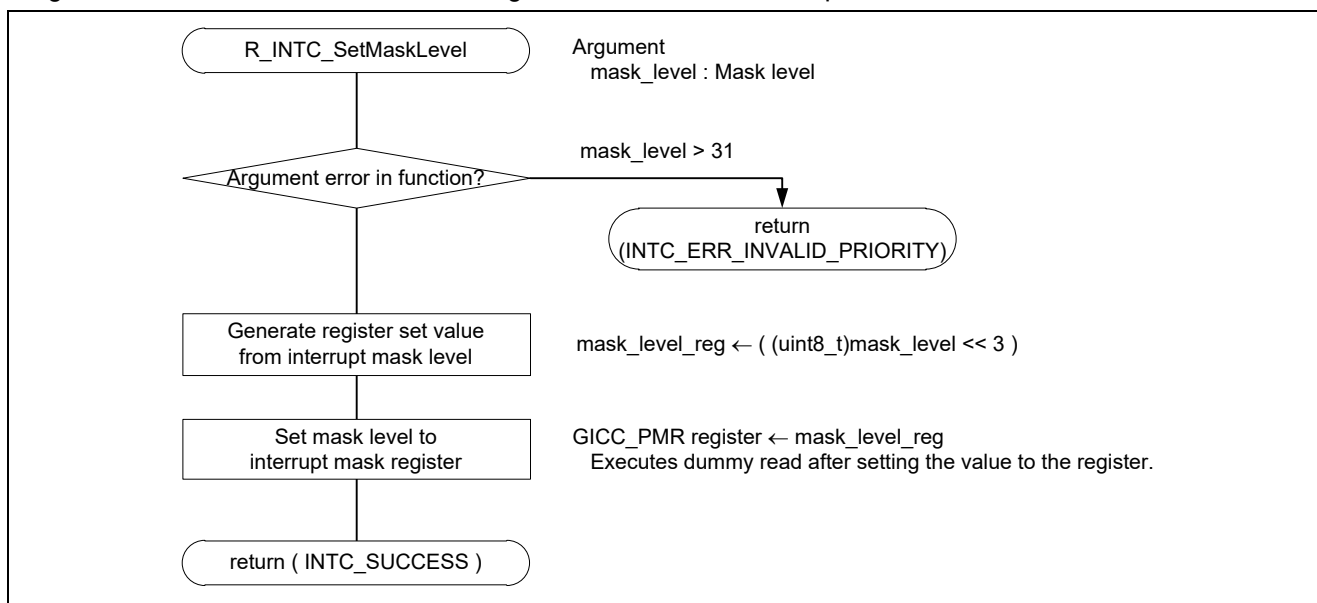 R_INTC_SetMaskLevel
Argument
mask_level : Mask level
mask_level > 31
Argument error in function?
return
(INTC_ERR_INVALID_PRIORITY)
Generate register set value
from interrupt mask level
mask_level_reg ← ( (uint8_t)mask_level << 3 )
Set mask level to
interrupt mask register
GICC_PMR register ← mask_level_reg
Executes dummy read after setting the value to the register.
return ( INTC_SUCCESS )